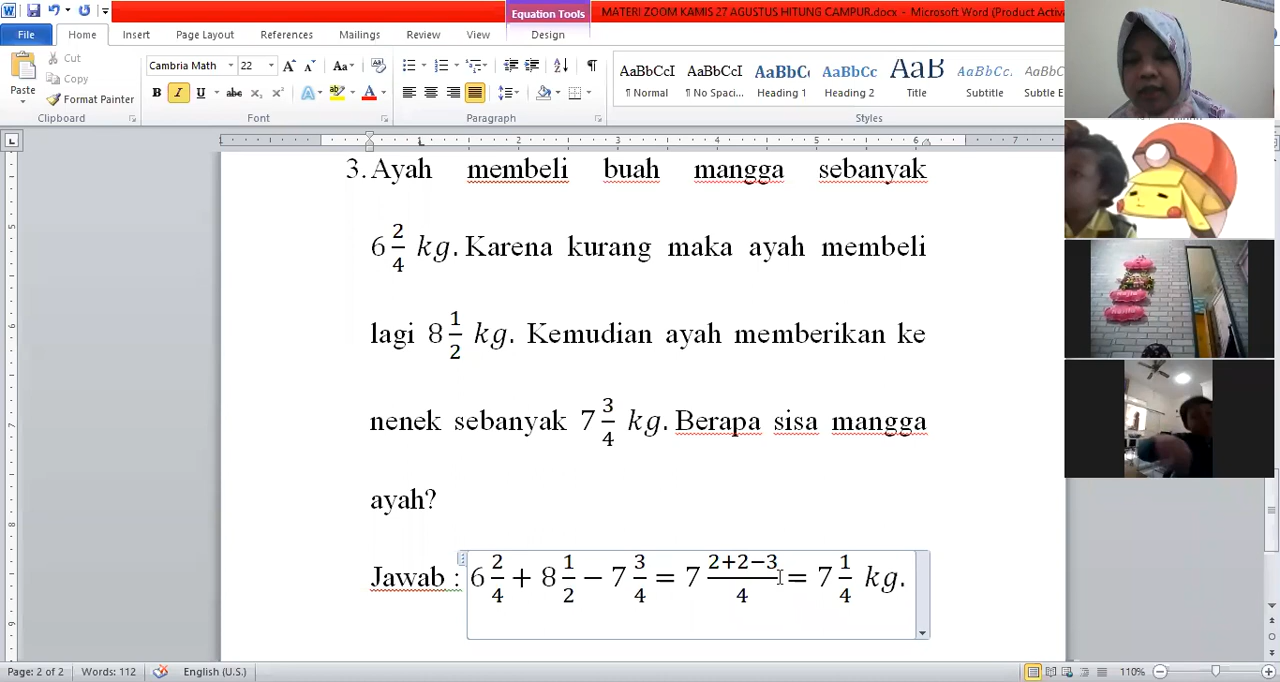 MATERI ZOOM KAMIS 27 AGUSTUS HITUNG CAMPUR.docx - Microsoft Word (Product Activa
Equation Tools
File Home Insert Page Layout References Mailings Review View Design
Cut
Copy
Format Painter
Paste
Clipboard
Cambria Math 22
Font
Paragraph
AaBbCcI AaBbCcI AaBbCc AaBbCc AaB AaBbCc. AaBbCc
¶ Normal ¶ No Spaci... Heading 1 Heading 2 Title Subtitle Subtle E
Styles
3. Ayah membeli buah mangga sebanyak
6 2/4 kg. Karena kurang maka ayah membeli
lagi 8 1/2 kg. Kemudian ayah memberikan ke
nenek sebanyak 7 3/4 kg. Berapa sisa mangga
ayah?
Jawab : 6 2/4 + 8 1/2 − 7 3/4 = 7 2+2−3/4 = 7 1/4 kg.
Page: 2 of 2 Words: 112 English (U.S.) 110%